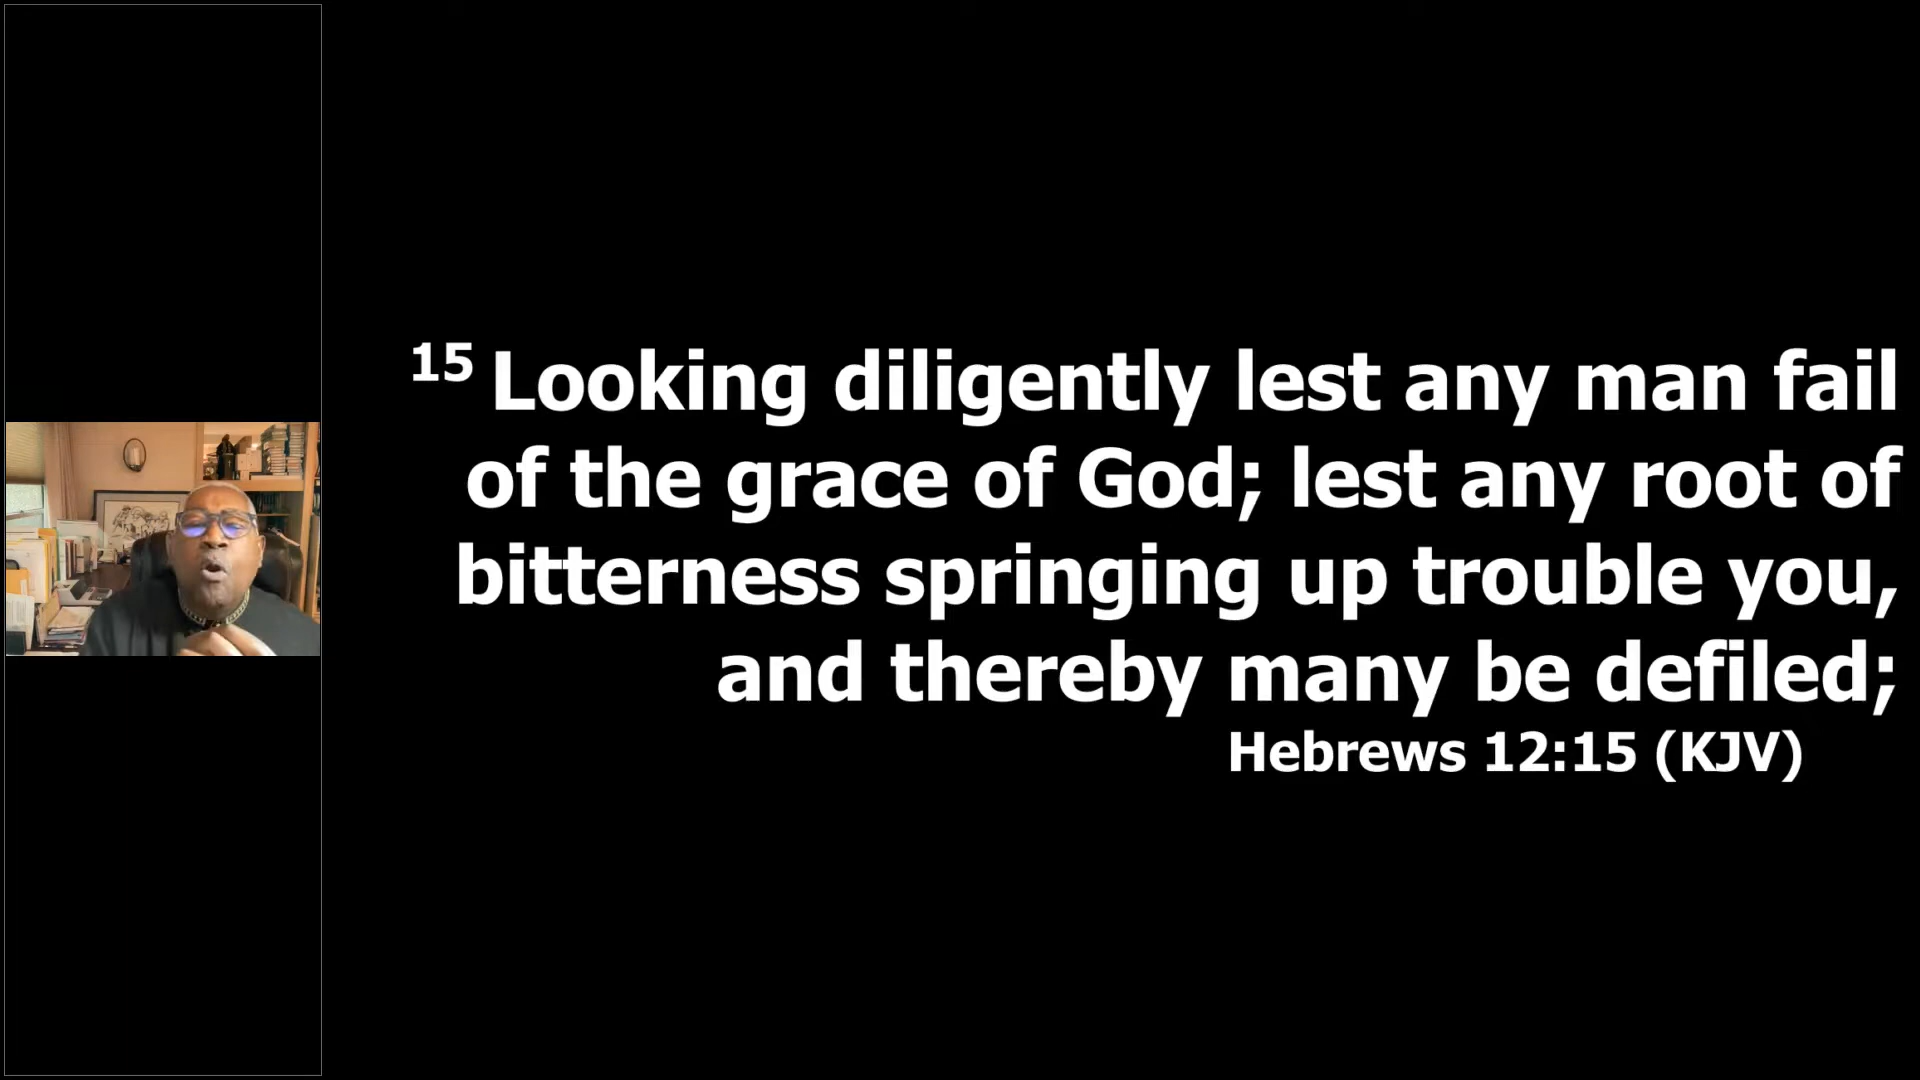 15 Looking diligently lest any man fail
of the grace of God; lest any root of
bitterness springing up trouble you,
and thereby many be defiled;
Hebrews 12:15 (KJV)